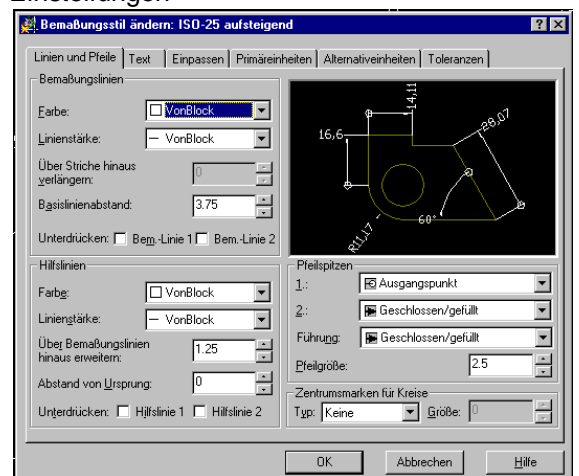 Einstellungen
Bemaßungsstil ändern: ISO-25 aufsteigend
Linien und Pfeile Text Einpassen Primäreinheiten Alternativeinheiten Toleranzen
Bemaßungslinien
Farbe: VonBlock
Linienstärke: VonBlock
Über Striche hinaus
verlängern: 0
Basislinienabstand: 3.75
Unterdrücken: Bem.-Linie 1 Bem.-Linie 2
14,11
16,6
28,07
60°
R11,17
Hilfslinien
Farbe: VonBlock
Linienstärke: VonBlock
Über Bemaßungslinien
hinaus erweitern: 1.25
Abstand von Ursprung: 0
Unterdrücken: Hilfslinie 1 Hilfslinie 2
Pfeilspitzen
1.: Ausgangspunkt
2.: Geschlossen/gefüllt
Führung: Geschlossen/gefüllt
Pfeilgröße: 2.5
Zentrumsmarken für Kreise
Typ: Keine Größe: 0
OK Abbrechen Hilfe